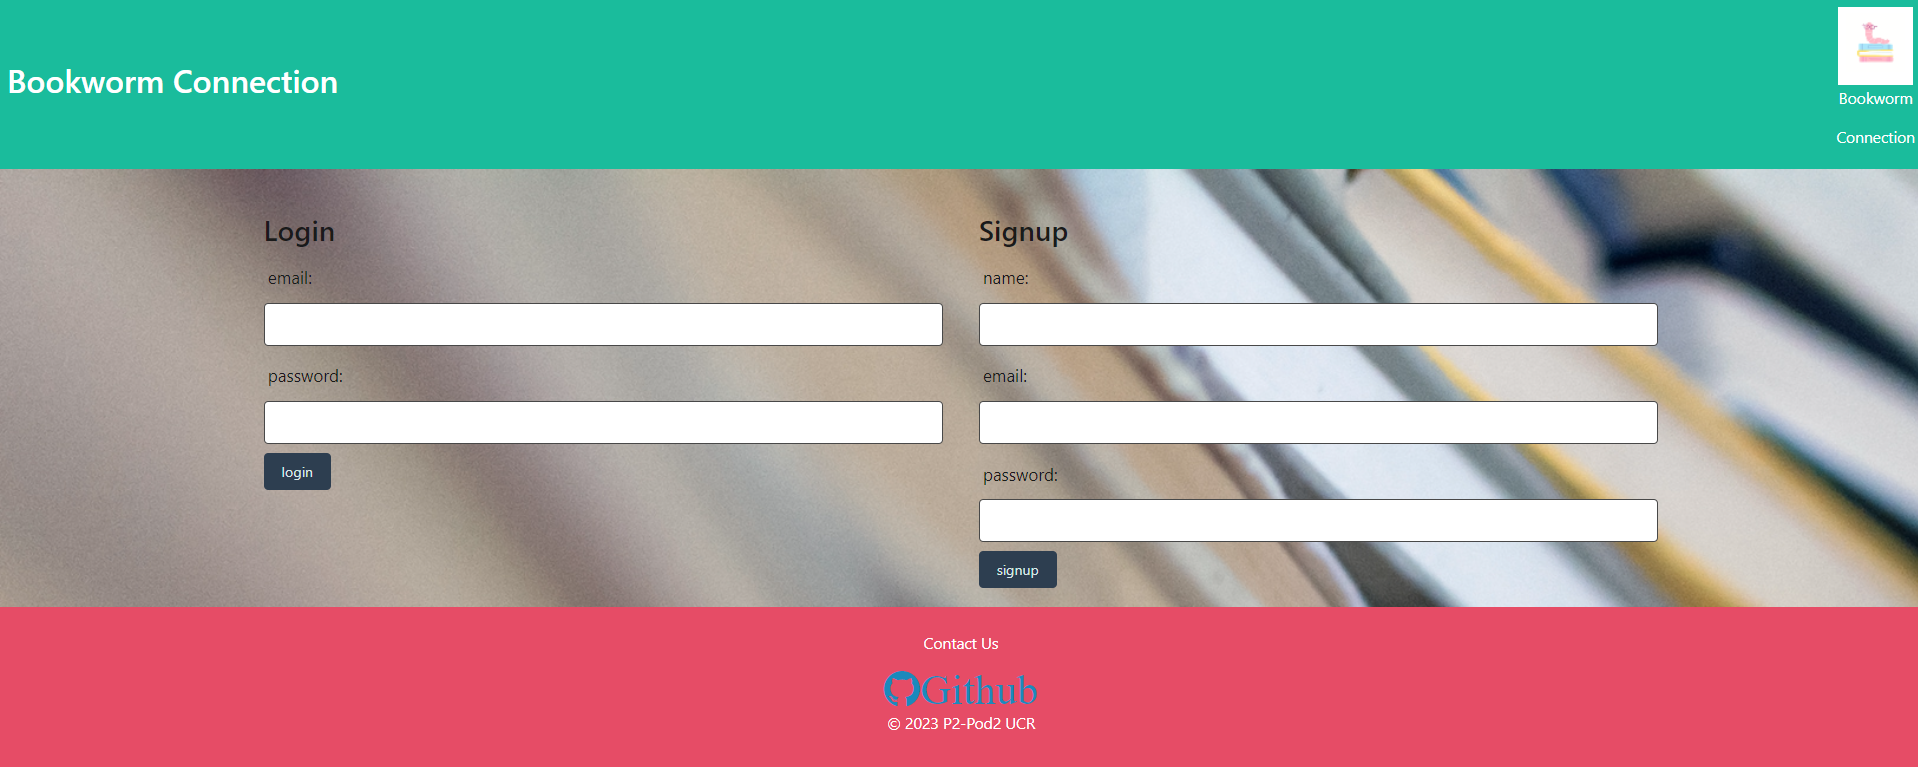 Bookworm Connection
Bookworm
Connection
Login
email:
password:
login
Signup
name:
email:
password:
signup
Contact Us
Github
© 2023 P2-Pod2 UCR